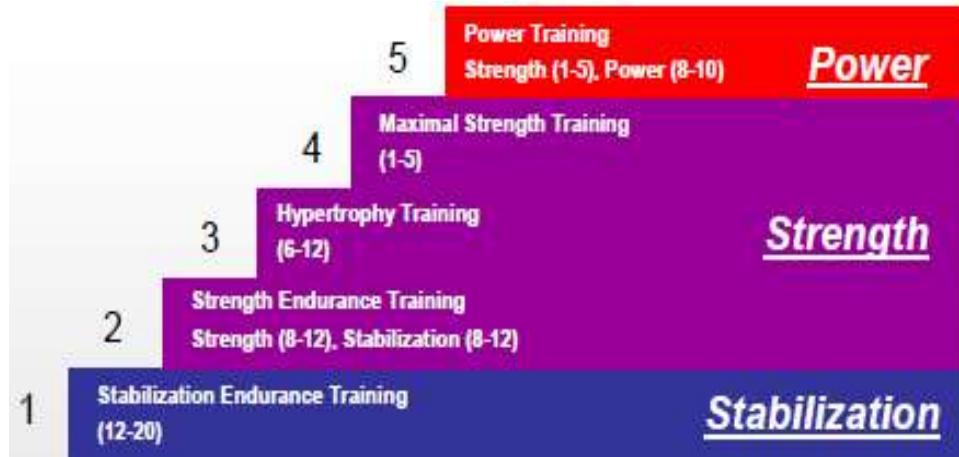 5
Power Training
Strength (1-5), Power (8-10)
Power
4
Maximal Strength Training
(1-5)
3
Hypertrophy Training
(6-12)
Strength
2
Strength Endurance Training
Strength (8-12), Stabilization (8-12)
1
Stabilization Endurance Training
(12-20)
Stabilization